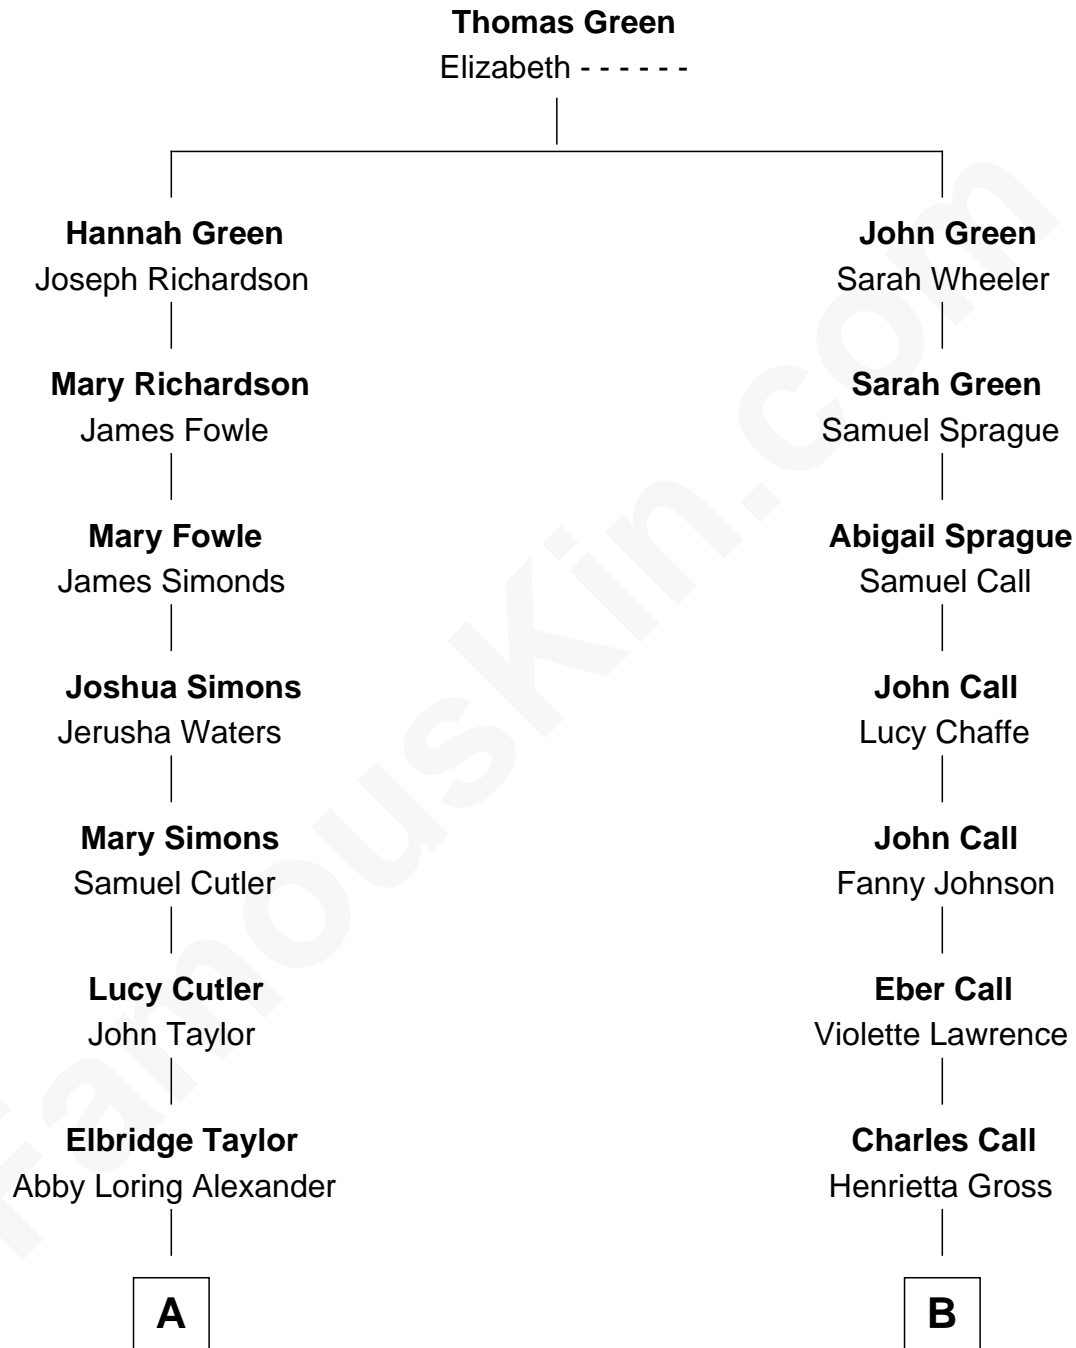 Thomas Green
Elizabeth - - - - - -
Hannah Green
Joseph Richardson
John Green
Sarah Wheeler
Mary Richardson
James Fowle
Sarah Green
Samuel Sprague
Mary Fowle
James Simonds
Abigail Sprague
Samuel Call
Joshua Simons
Jerusha Waters
John Call
Lucy Chaffe
Mary Simons
Samuel Cutler
John Call
Fanny Johnson
Lucy Cutler
John Taylor
Eber Call
Violette Lawrence
Elbridge Taylor
Abby Loring Alexander
Charles Call
Henrietta Gross
A
B
FamousKin.com